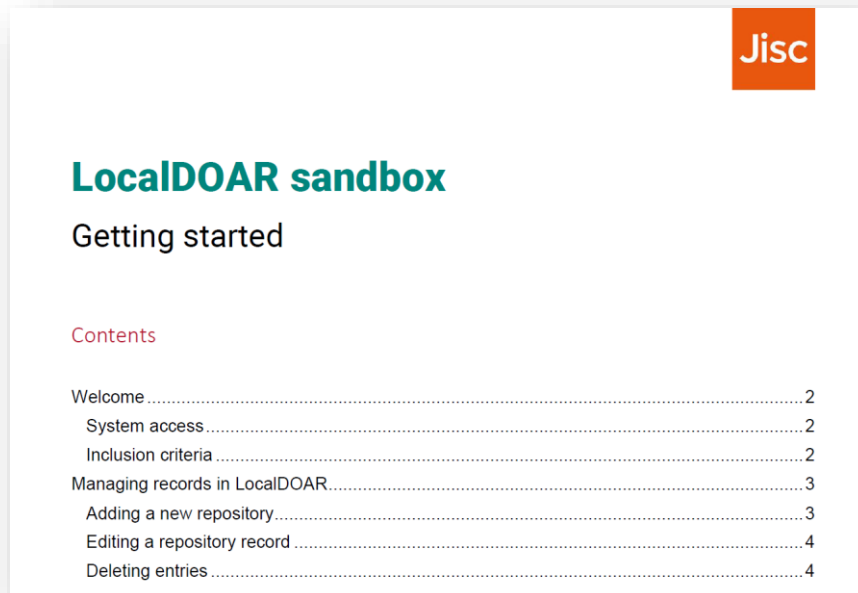 Jisc
LocalDOAR sandbox
Getting started
Contents
Welcome 2
System access 2
Inclusion criteria 2
Managing records in LocalDOAR 3
Adding a new repository 3
Editing a repository record 4
Deleting entries 4